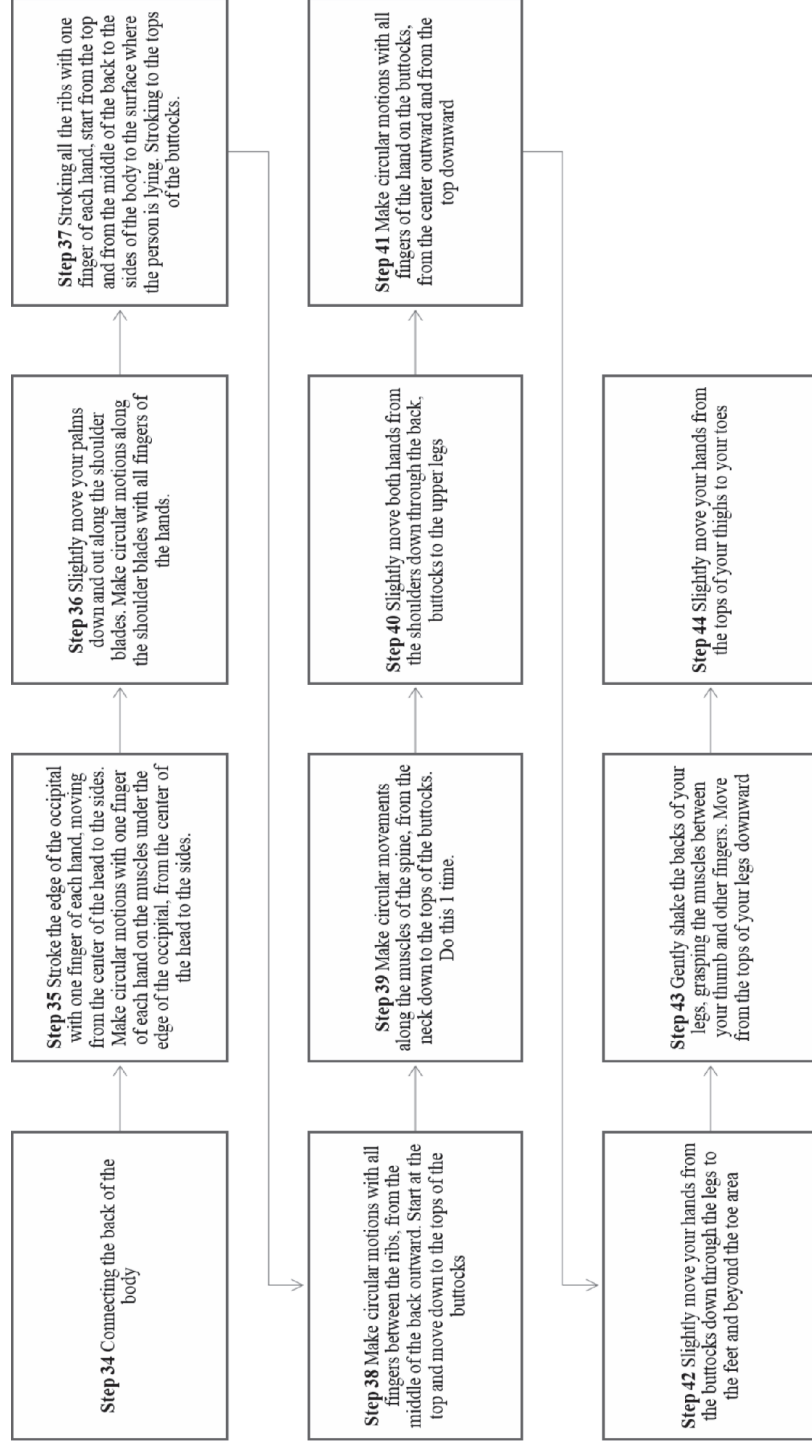 Step 34 Connecting the back of the
body
Step 35 Stroke the edge of the occipital
with one finger of each hand, moving
from the center of the head to the sides.
Make circular motions with one finger
of each hand on the muscles under the
edge of the occipital, from the center of
the head to the sides.
Step 36 Slightly move your palms
down and out along the shoulder
blades. Make circular motions along
the shoulder blades with all fingers of
the hands.
Step 37 Stroking all the ribs with one
finger of each hand, start from the top
and from the middle of the back to the
sides of the body to the surface where
the person is lying. Stroking to the tops
of the buttocks.
Step 38 Make circular motions with all
fingers between the ribs, from the
middle of the back outward. Start at the
top and move down to the tops of the
buttocks
Step 39 Make circular movements
along the muscles of the spine, from the
neck down to the tops of the buttocks.
Do this 1 time.
Step 40 Slightly move both hands from
the shoulders down through the back,
buttocks to the upper legs
Step 41 Make circular motions with all
fingers of the hand on the buttocks,
from the center outward and from the
top downward
Step 42 Slightly move your hands from
the buttocks down through the legs to
the feet and beyond the toe area
Step 43 Gently shake the backs of your
legs, grasping the muscles between
your thumb and other fingers. Move
from the tops of your legs downward
Step 44 Slightly move your hands from
the tops of your thighs to your toes